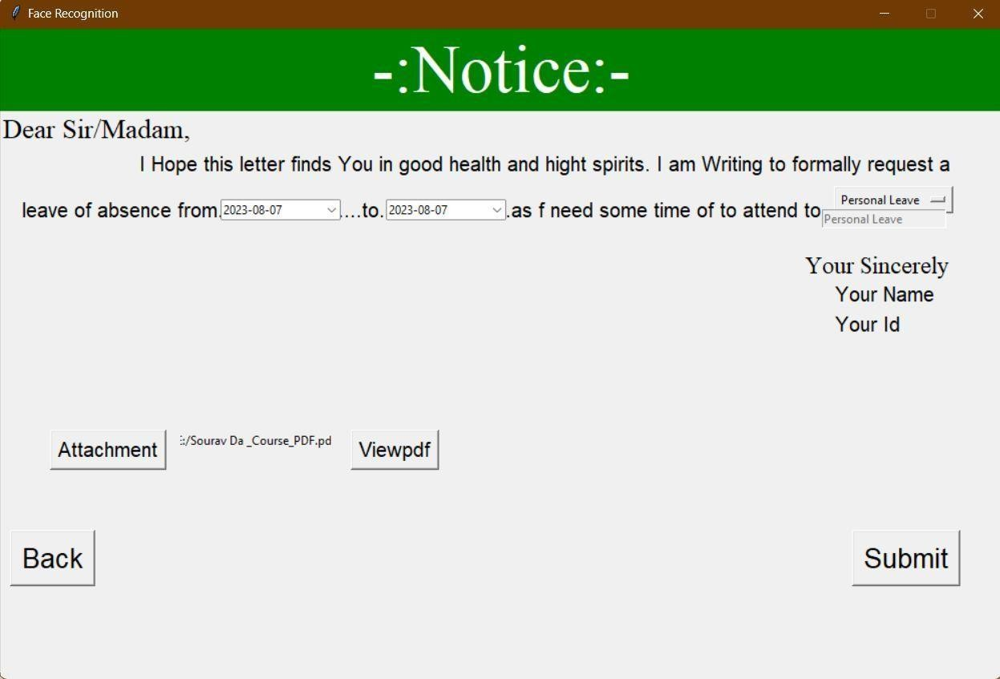 Face Recognition
-:Notice:-
Dear Sir/Madam,
I Hope this letter finds You in good health and hight spirits. I am Writing to formally request a
leave of absence from.2023-08-07....to.2023-08-07.as f need some time of to attend to Personal Leave
Personal Leave
Your Sincerely
Your Name
Your Id
Attachment :/Sourav Da _Course_PDF.pd Viewpdf
Back Submit